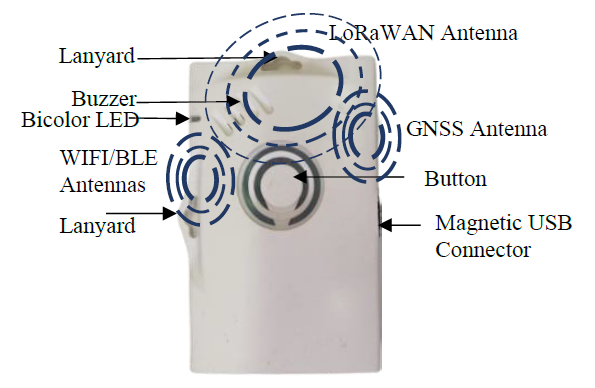 LoRaWAN Antenna
Lanyard
Buzzer
Bicolor LED
GNSS Antenna
WIFI/BLE
Antennas
Button
Lanyard
Magnetic USB
Connector